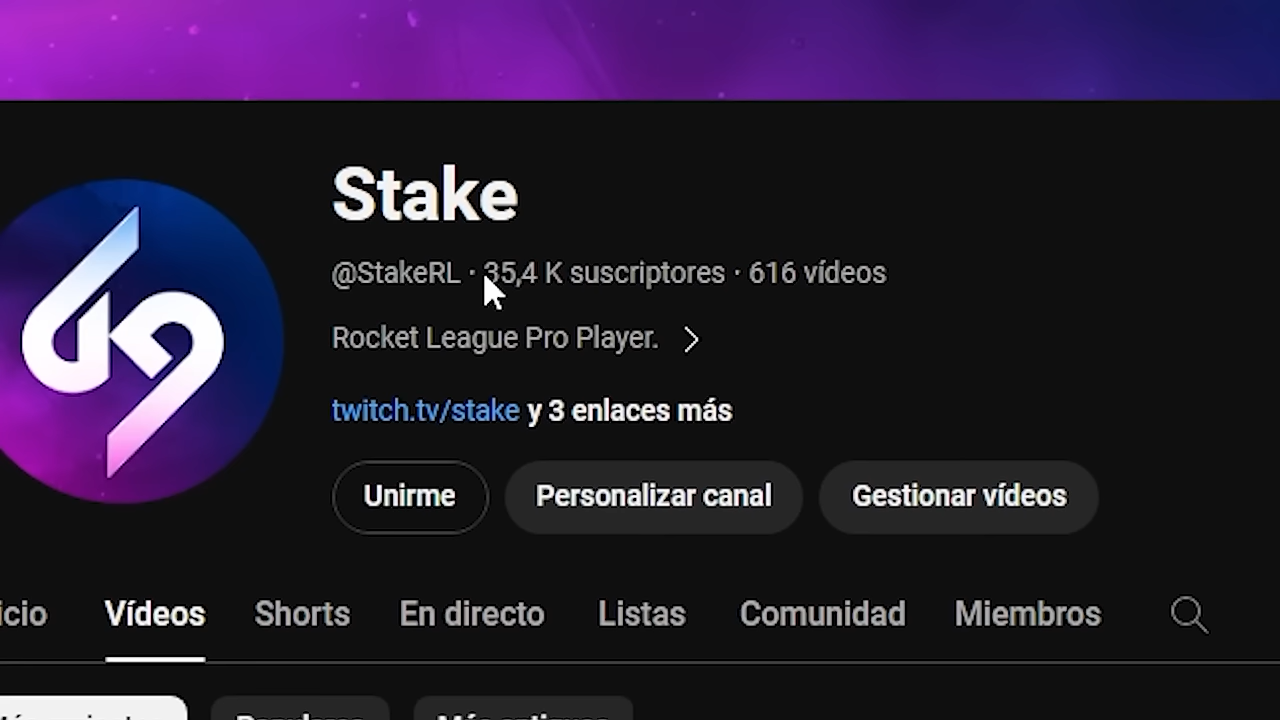 Stake
@StakeRL · 35,4 K suscriptores · 616 vídeos
Rocket League Pro Player.
twitch.tv/stake y 3 enlaces más
Unirme Personalizar canal Gestionar vídeos
icio Vídeos Shorts En directo Listas Comunidad Miembros